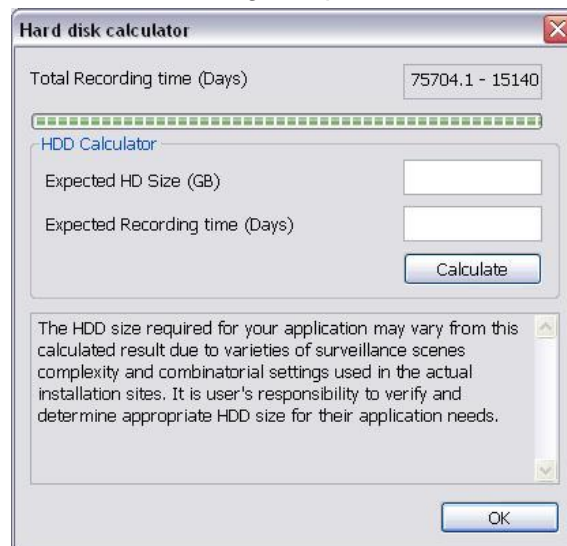 Hard disk calculator
Total Recording time (Days)
75704.1 - 15140
HDD Calculator
Expected HD Size (GB)
Expected Recording time (Days)
Calculate
The HDD size required for your application may vary from this
calculated result due to varieties of surveillance scenes
complexity and combinatorial settings used in the actual
installation sites. It is user's responsibility to verify and
determine appropriate HDD size for their application needs.
OK